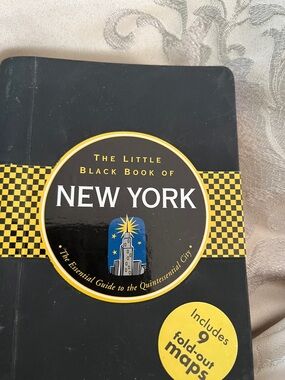 THE LITTLE
BLACK BOOK OF
NEW YORK
• The Essential Guide to the Quintessential City •
Includes
9
fold-out
maps